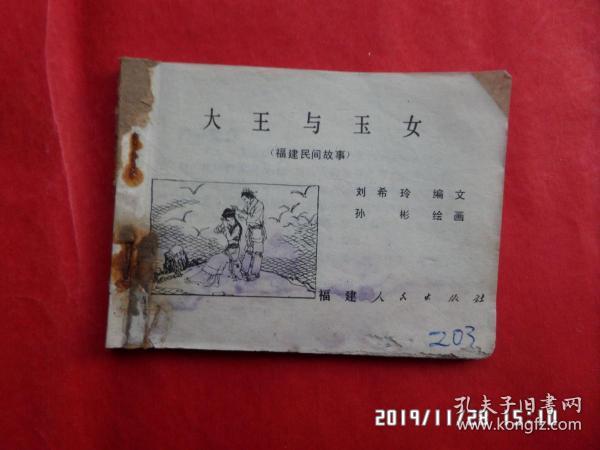 大王与玉女
（福建民间故事）
刘希玲 编文
孙彬 绘画
福建人民出版社
203
2019/11/28 15:10
孔夫子旧書网
www.kongfz.com